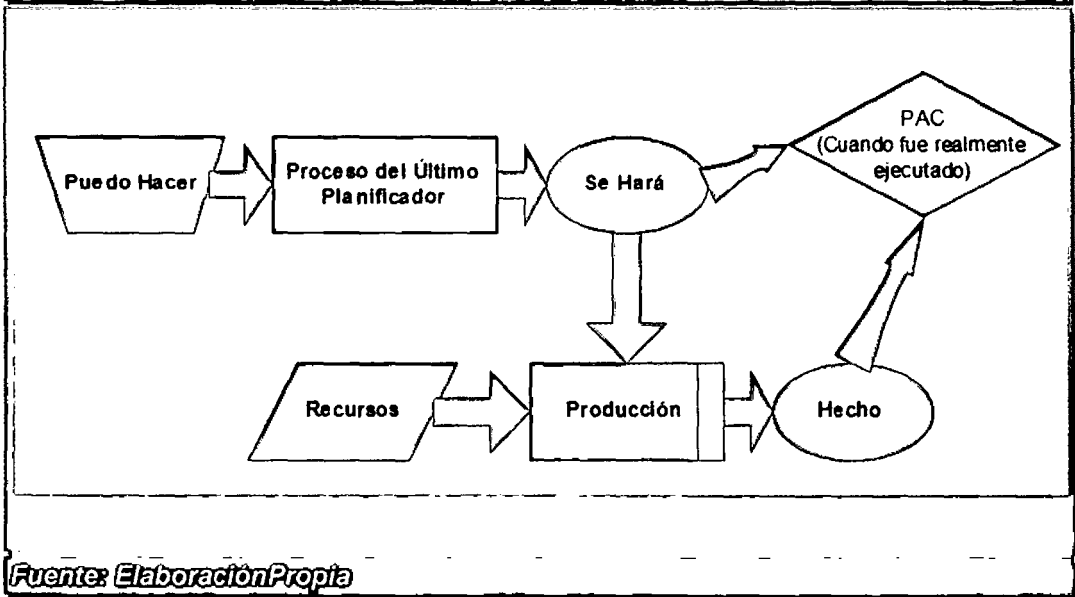 Puedo Hacer
Proceso del Último
Planificador
Se Hará
PAC
(Cuando fue realmente
ejecutado)
Recursos
Producción
Hecho
Fuente: ElaboraciónPropia